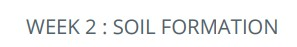 WEEK 2 : SOIL FORMATION